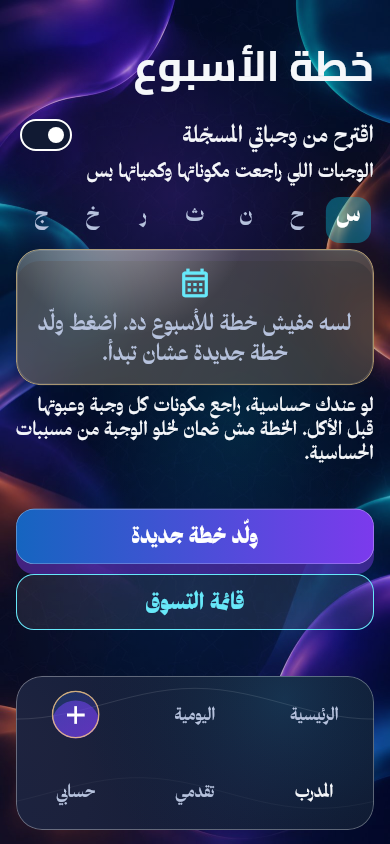 خطة الأسبوع
اقترح من وجباتي المسجّلة
الوجبات اللي راجعت مكوناتها وكمياتها بس
س ح ن ث ر خ ج
لسه مفيش خطة للأسبوع ده. اضغط ولّد
خطة جديدة عشان تبدأ.
لو عندك حساسية، راجع مكونات كل وجبة وعبوتها
قبل الأكل. الخطة مش ضمان لخلو الوجبة من مسببات
الحساسية.
ولّد خطة جديدة
قائمة التسوق
الرئيسية اليومية +
المدرب تقدمي حسابي